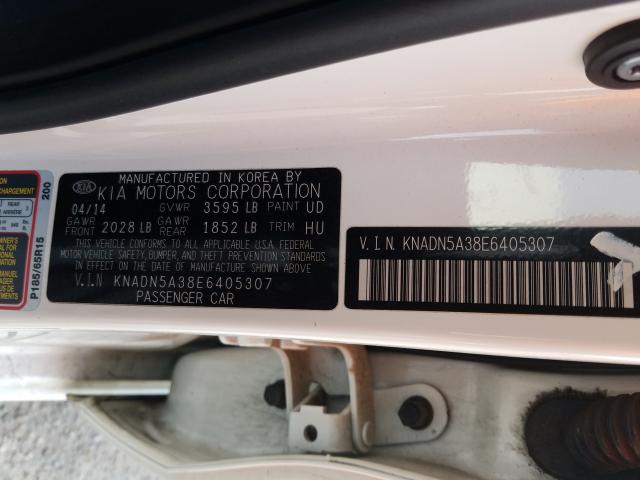 MANUFACTURED IN KOREA BY
KIA KIA MOTORS CORPORATION
04/14 GVWR 3595 LB PAINT UD
GAWR FRONT 2028 LB GAWR REAR 1852 LB TRIM HU
THIS VEHICLE CONFORMS TO ALL APPLICABLE U.S.A. FEDERAL
MOTOR VEHICLE SAFETY, BUMPER, AND THEFT PREVENTION
STANDARDS IN EFFECT ON THE DATE OF MANUFACTURE SHOWN ABOVE
V.I.N KNADN5A38E6405307
PASSENGER CAR
V.I.N. KNADN5A38E6405307
P185/65R15
200
REAR